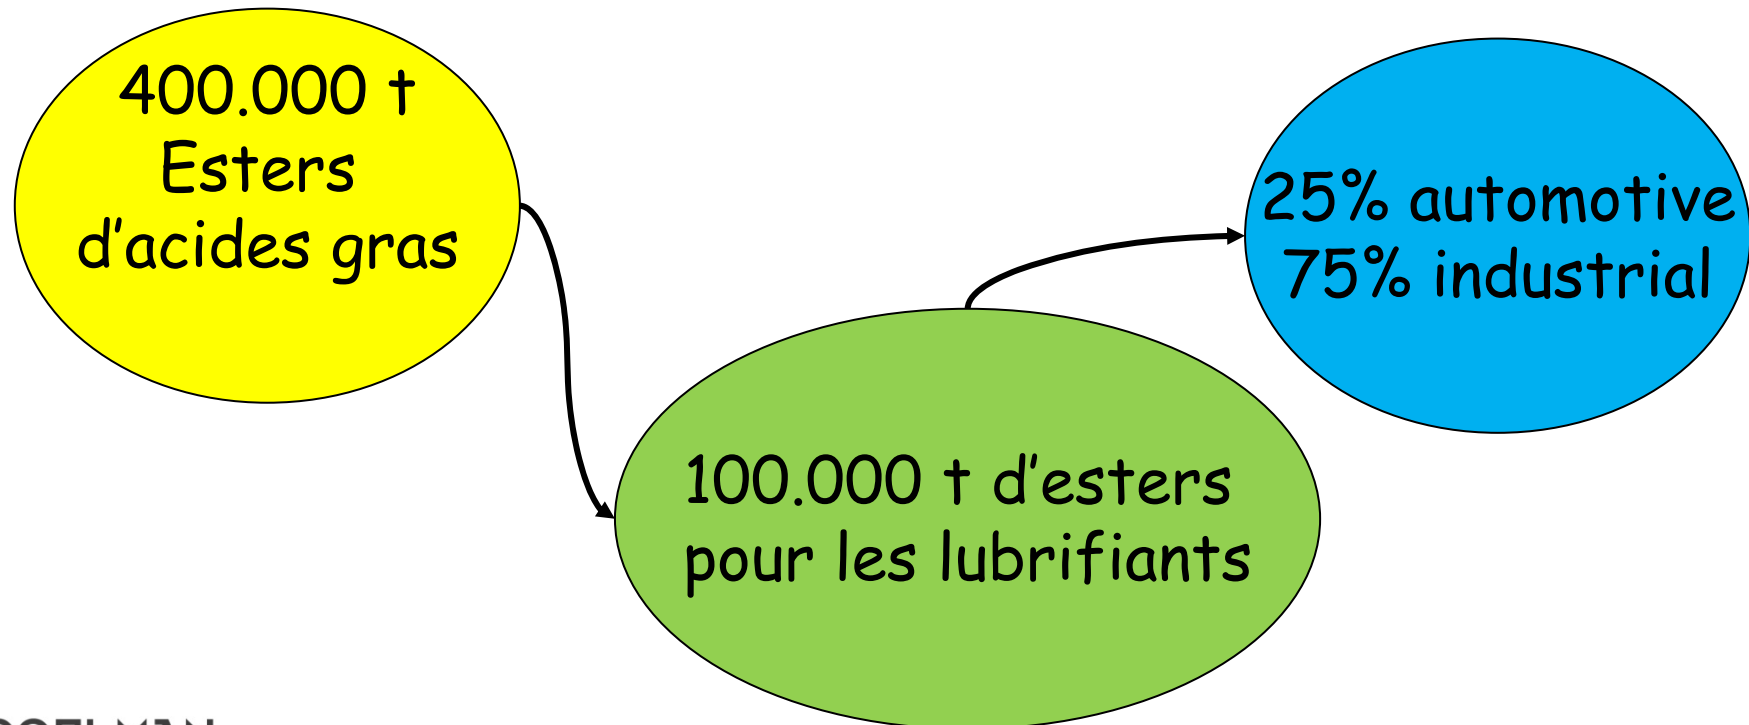 400.000 t
Esters
d'acides gras
25% automotive
75% industrial
100.000 t d'esters
pour les lubrifiants